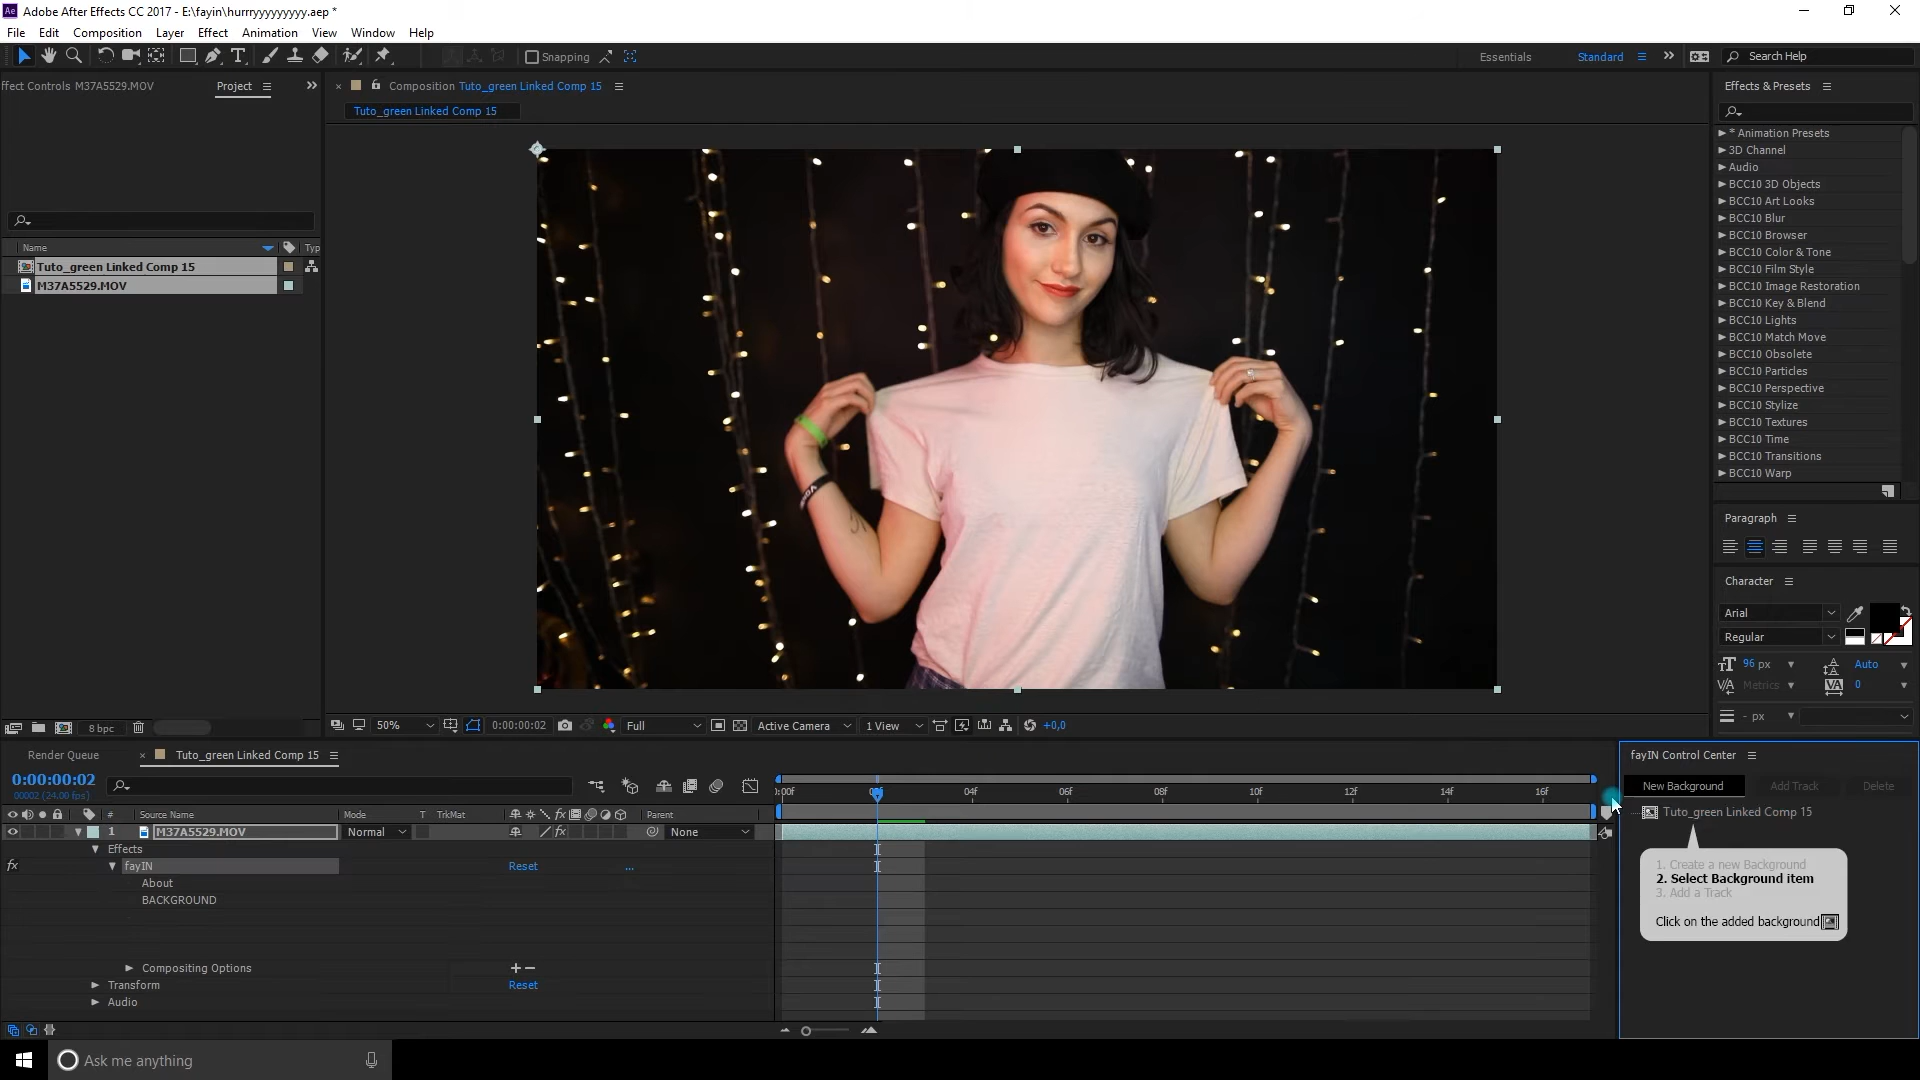 Adobe After Effects CC 2017 - E:\fayin\hurrryyyyyyyyy.aep *
File Edit Composition Layer Effect Animation View Window Help
Snapping
Essentials Standard Search Help
ffect Controls M37A5529.MOV Project
Composition Tuto_green Linked Comp 15
Tuto_green Linked Comp 15
Name Typ
Tuto_green Linked Comp 15
M37A5529.MOV
8 bpc
50% 0:00:00:02 Full Active Camera 1 View +0,0
Effects & Presets
* Animation Presets
3D Channel
Audio
BCC10 3D Objects
BCC10 Art Looks
BCC10 Blur
BCC10 Browser
BCC10 Color & Tone
BCC10 Film Style
BCC10 Image Restoration
BCC10 Key & Blend
BCC10 Lights
BCC10 Match Move
BCC10 Obsolete
BCC10 Particles
BCC10 Perspective
BCC10 Stylize
BCC10 Textures
BCC10 Time
BCC10 Transitions
BCC10 Warp
Paragraph
Character
Arial
Regular
96 px Auto
Metrics 0
- px
Render Queue Tuto_green Linked Comp 15
0:00:00:02
00002 (24.00 fps)
# Source Name Mode T TrkMat Parent
1 M37A5529.MOV Normal None
Effects
fx fayIN Reset ...
About
BACKGROUND
Compositing Options
Transform Reset
Audio
:00f 04f 06f 08f 10f 12f 14f 16f
fayIN Control Center
New Background Add Track Delete
Tuto_green Linked Comp 15
1. Create a new Background
2. Select Background item
3. Add a Track
Click on the added background
Ask me anything